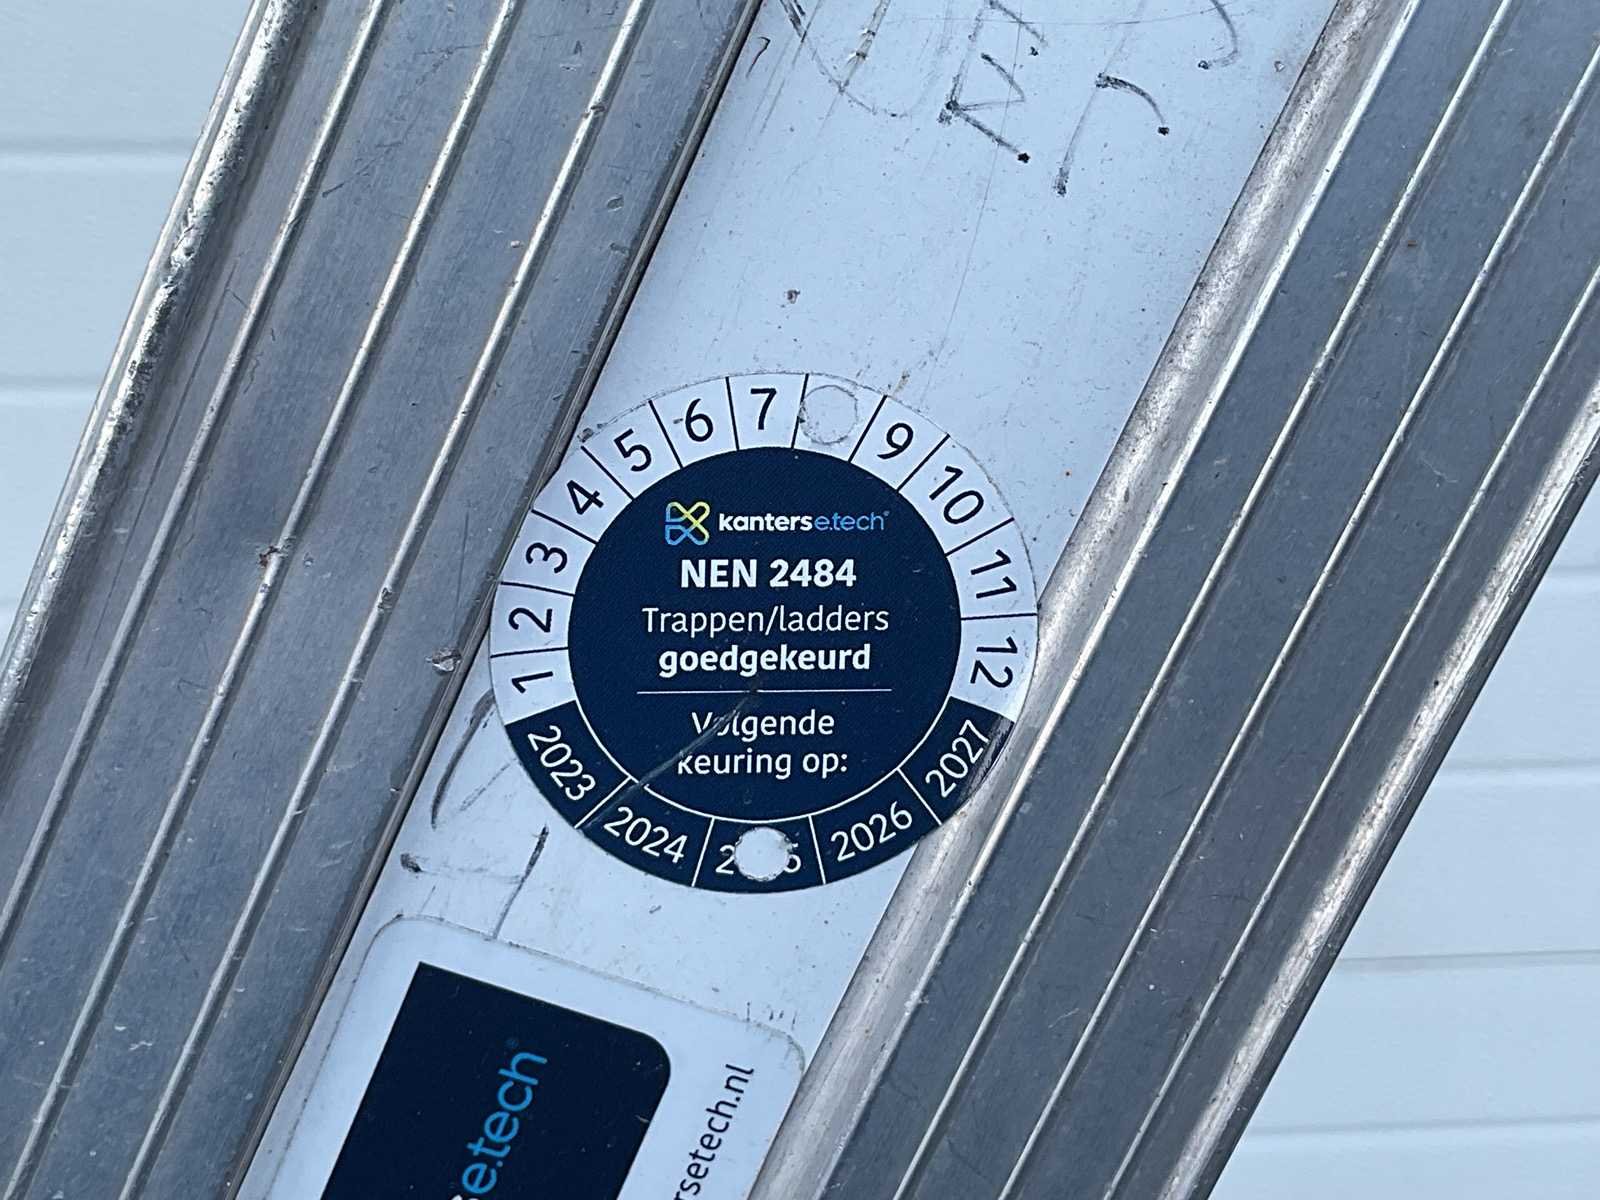 1 2 3 4 5 6 7 9 10 11 12
kanterse.tech
NEN 2484
Trappen/ladders
goedgekeurd
Volgende
keuring op:
2023 2024 2026 2027
e.tech
rsetech.nl